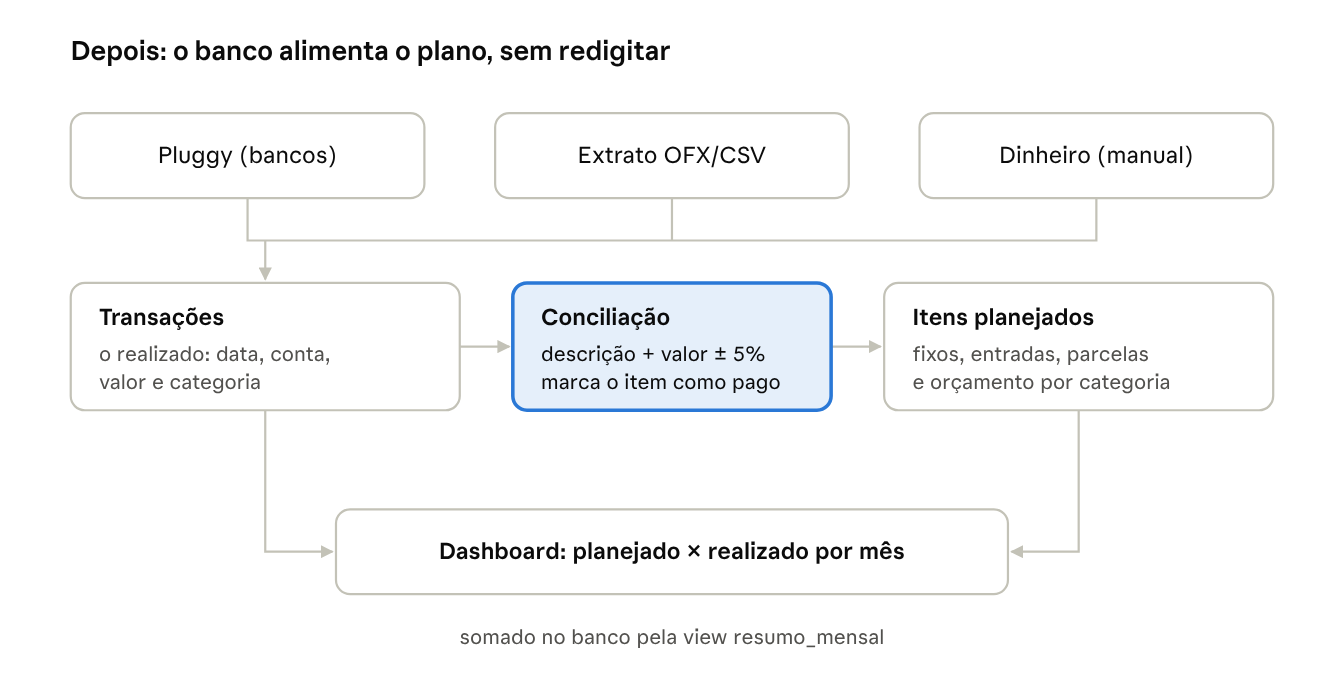 Depois: o banco alimenta o plano, sem redigitar
Pluggy (bancos)
Extrato OFX/CSV
Dinheiro (manual)
Transações
o realizado: data, conta,
valor e categoria
Conciliação
descrição + valor ± 5%
marca o item como pago
Itens planejados
fixos, entradas, parcelas
e orçamento por categoria
Dashboard: planejado × realizado por mês
somado no banco pela view resumo_mensal